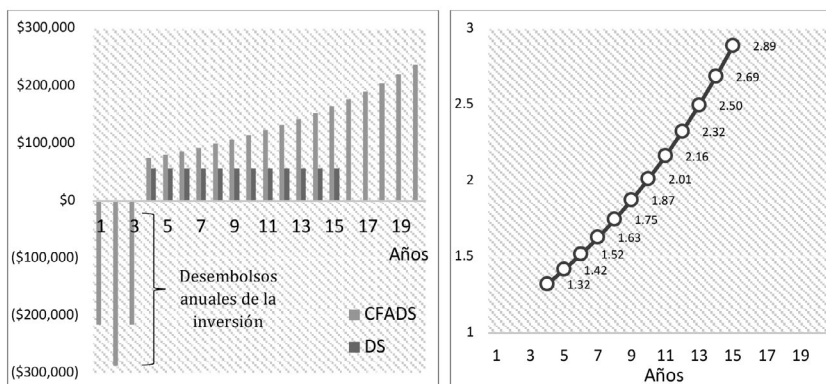 $300,000
$200,000
$100,000
$0
($100,000)
($200,000)
($300,000)
1 3 5 7 9 11 13 15 17 19
Años
Desembolsos
anuales de la
inversión
CFADS
DS
3
2.5
2
1.5
1
2.89
2.69
2.50
2.32
2.16
2.01
1.87
1.75
1.63
1.52
1.42
1.32
1 3 5 7 9 11 13 15 17 19
Años